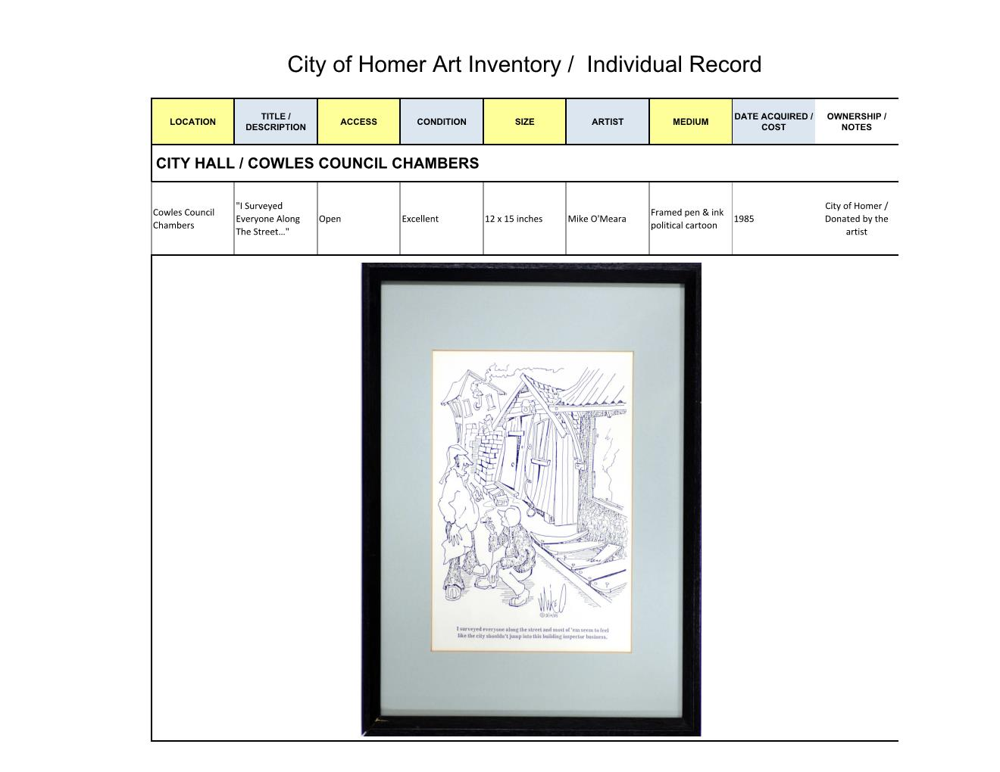 City of Homer Art Inventory /  Individual Record
LOCATION
TITLE /
DESCRIPTION
ACCESS
CONDITION
SIZE
ARTIST
MEDIUM
DATE ACQUIRED /
COST
OWNERSHIP /
NOTES
CITY HALL / COWLES COUNCIL CHAMBERS
Cowles Council
Chambers
"I Surveyed
Everyone Along
The Street…"
Open
Excellent
12 x 15 inches
Mike O'Meara
Framed pen & ink
political cartoon
1985
City of Homer /
Donated by the
artist
I surveyed everyone along the street and most of 'em seem to feel
like the city shouldn't jump into this building inspector business.